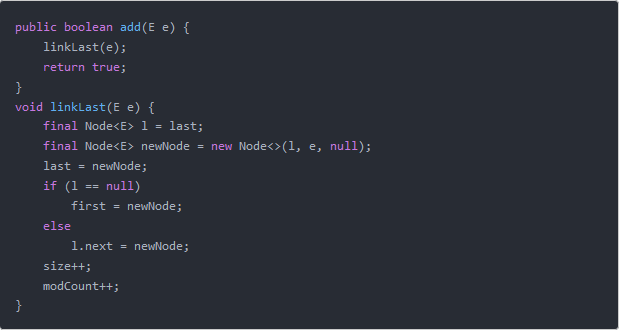 public boolean add(E e) {
    linkLast(e);
    return true;
}
void linkLast(E e) {
    final Node<E> l = last;
    final Node<E> newNode = new Node<>(l, e, null);
    last = newNode;
    if (l == null)
        first = newNode;
    else
        l.next = newNode;
    size++;
    modCount++;
}